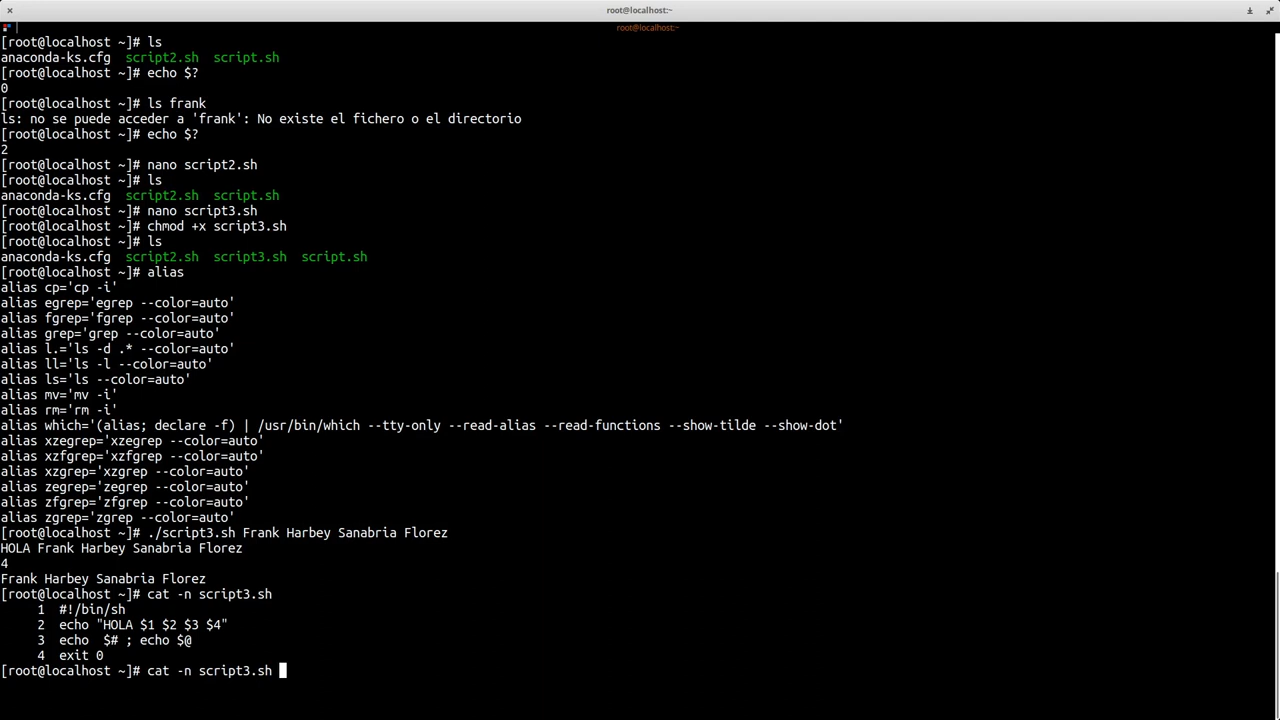 root@localhost:~
root@localhost:~
[root@localhost ~]# ls
anaconda-ks.cfg  script2.sh  script.sh
[root@localhost ~]# echo $?
0
[root@localhost ~]# ls frank
ls: no se puede acceder a 'frank': No existe el fichero o el directorio
[root@localhost ~]# echo $?
2
[root@localhost ~]# nano script2.sh
[root@localhost ~]# ls
anaconda-ks.cfg  script2.sh  script.sh
[root@localhost ~]# nano script3.sh
[root@localhost ~]# chmod +x script3.sh
[root@localhost ~]# ls
anaconda-ks.cfg  script2.sh  script3.sh  script.sh
[root@localhost ~]# alias
alias cp='cp -i'
alias egrep='egrep --color=auto'
alias fgrep='fgrep --color=auto'
alias grep='grep --color=auto'
alias l.='ls -d .* --color=auto'
alias ll='ls -l --color=auto'
alias ls='ls --color=auto'
alias mv='mv -i'
alias rm='rm -i'
alias which='(alias; declare -f) | /usr/bin/which --tty-only --read-alias --read-functions --show-tilde --show-dot'
alias xzegrep='xzegrep --color=auto'
alias xzfgrep='xzfgrep --color=auto'
alias xzgrep='xzgrep --color=auto'
alias zegrep='zegrep --color=auto'
alias zfgrep='zfgrep --color=auto'
alias zgrep='zgrep --color=auto'
[root@localhost ~]# ./script3.sh Frank Harbey Sanabria Florez
HOLA Frank Harbey Sanabria Florez
4
Frank Harbey Sanabria Florez
[root@localhost ~]# cat -n script3.sh
     1  #!/bin/sh
     2  echo "HOLA $1 $2 $3 $4"
     3  echo  $# ; echo $@
     4  exit 0
[root@localhost ~]# cat -n script3.sh